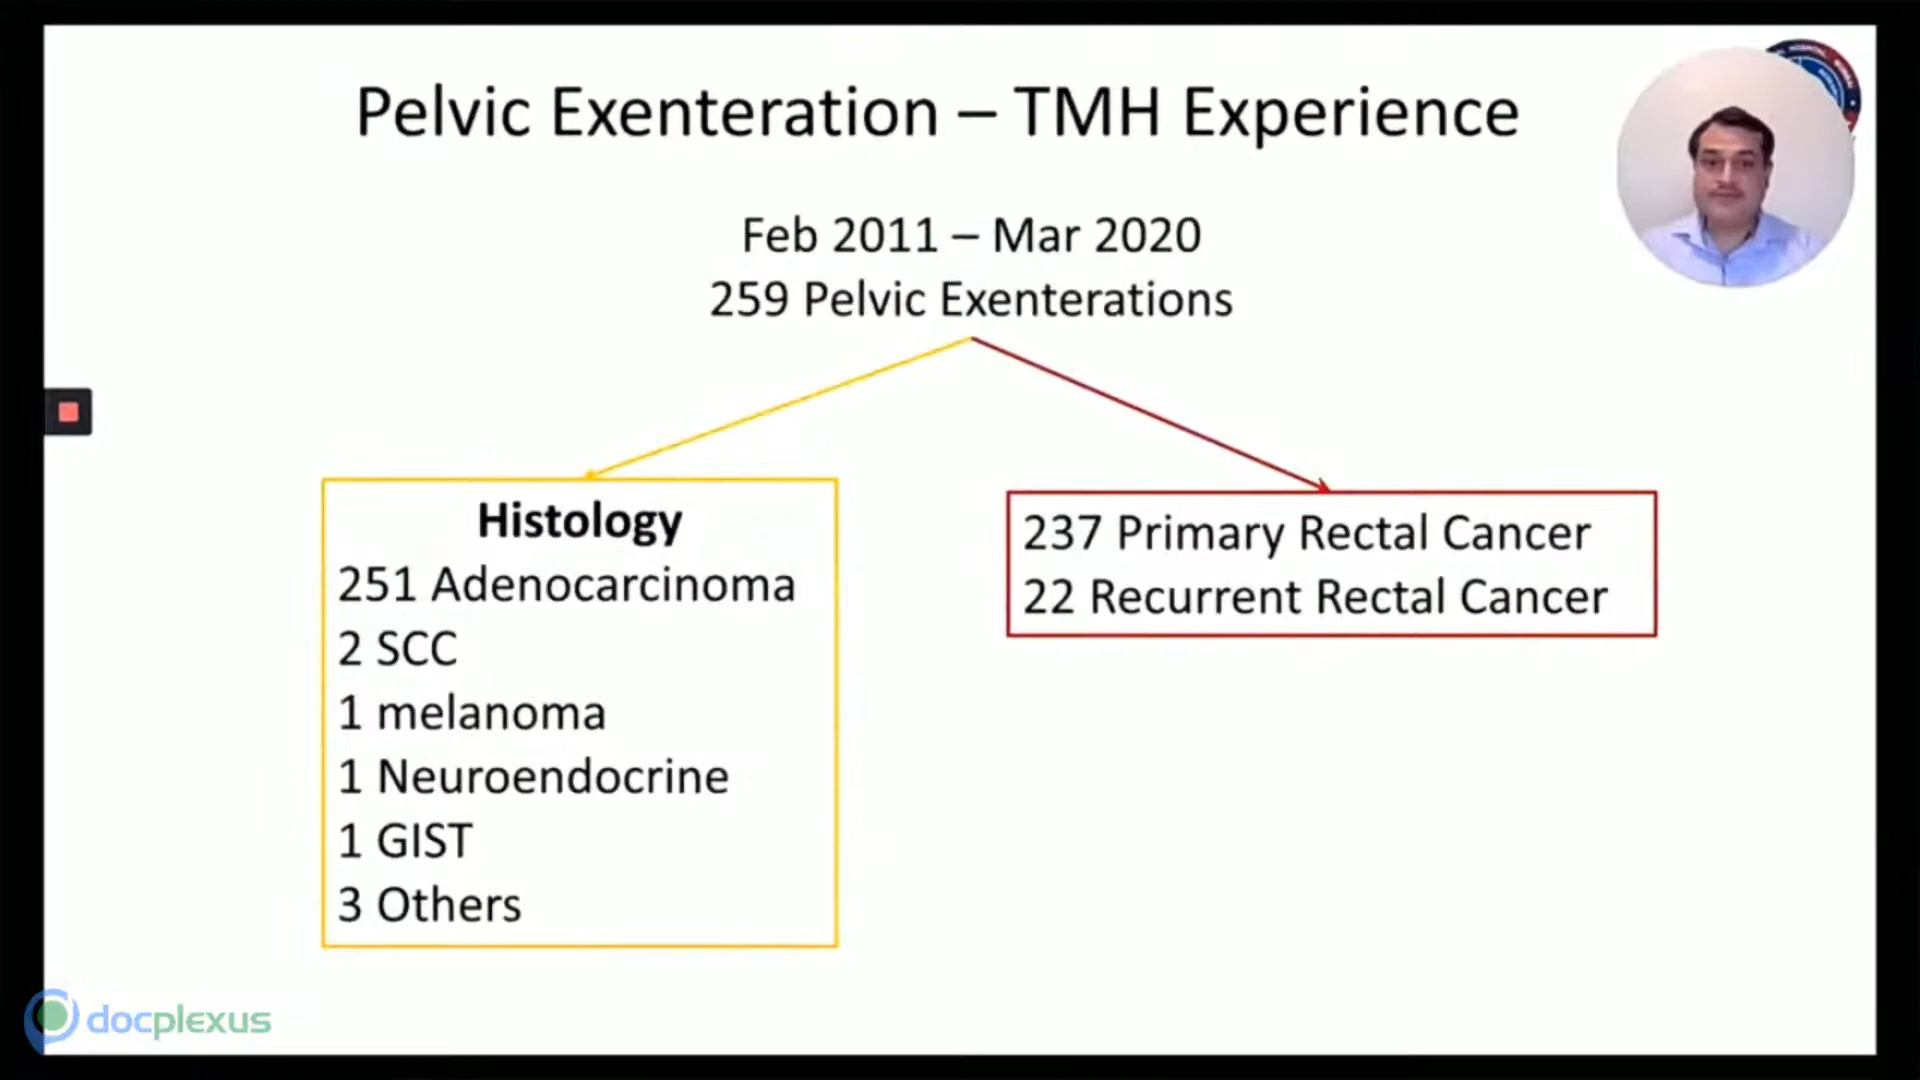 Pelvic Exenteration – TMH Experience
Feb 2011 – Mar 2020
259 Pelvic Exenterations
Histology
251 Adenocarcinoma
2 SCC
1 melanoma
1 Neuroendocrine
1 GIST
3 Others
237 Primary Rectal Cancer
22 Recurrent Rectal Cancer
docplexus